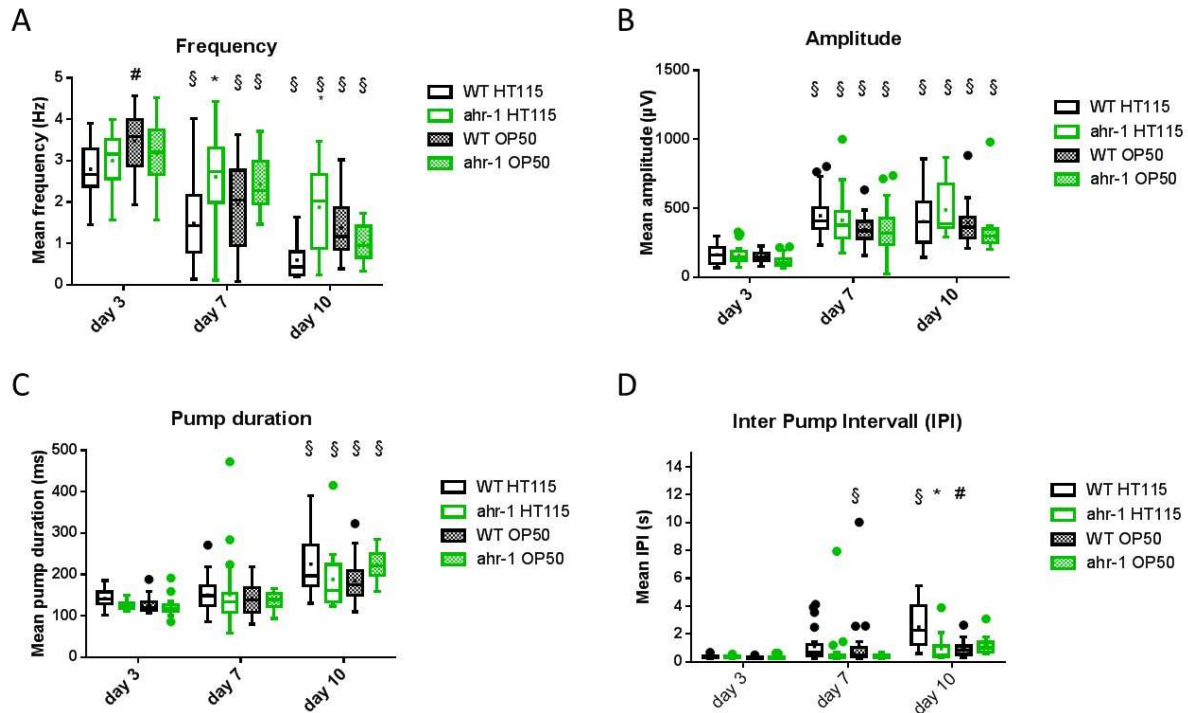 A
Frequency
Mean frequency (Hz)
5
4
3
2
1
0
#
§ * § §
§ § § §
*
day 3
day 7
day 10
WT HT115
ahr-1 HT115
WT OP50
ahr-1 OP50
B
Amplitude
Mean amplitude (µV)
1500
1000
500
0
§ § § §
§ § § §
day 3
day 7
day 10
WT HT115
ahr-1 HT115
WT OP50
ahr-1 OP50
C
Pump duration
Mean pump duration (ms)
500
400
300
200
100
0
§ § § §
day 3
day 7
day 10
WT HT115
ahr-1 HT115
WT OP50
ahr-1 OP50
D
Inter Pump Intervall (IPI)
Mean IPI (s)
14
12
10
8
6
4
2
0
§
§ * #
day 3
day 7
day 10
WT HT115
ahr-1 HT115
WT OP50
ahr-1 OP50